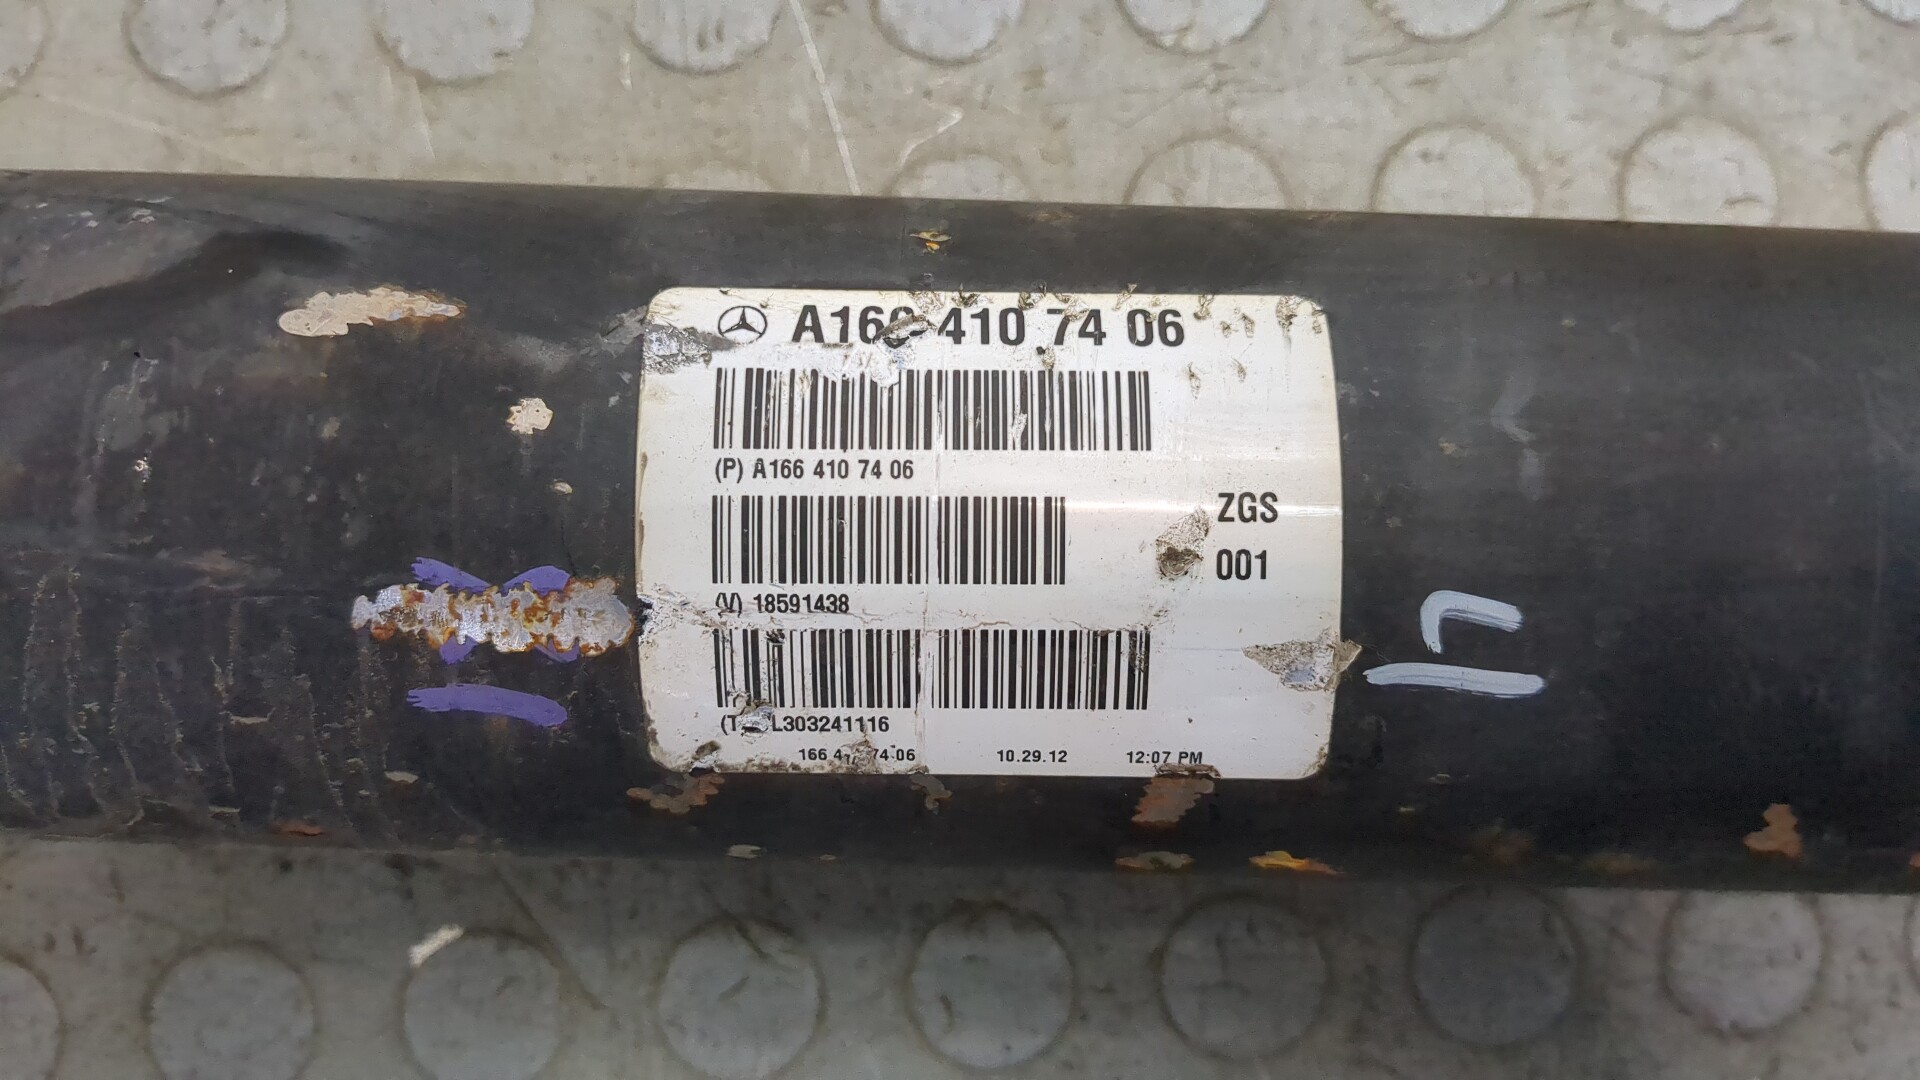 A166 410 74 06
(P) A166 410 74 06
ZGS
001
(V) 18591438
L303241116
10.29.12 12:07 PM